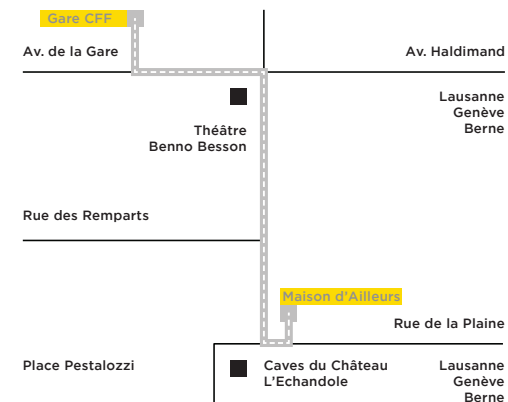 Gare CFF
Av. de la Gare
Av. Haldimand
Lausanne
Genève
Berne
Théâtre
Benno Besson
Rue des Remparts
Maison d'Ailleurs
Rue de la Plaine
Place Pestalozzi
Caves du Château
L'Echandole
Lausanne
Genève
Berne